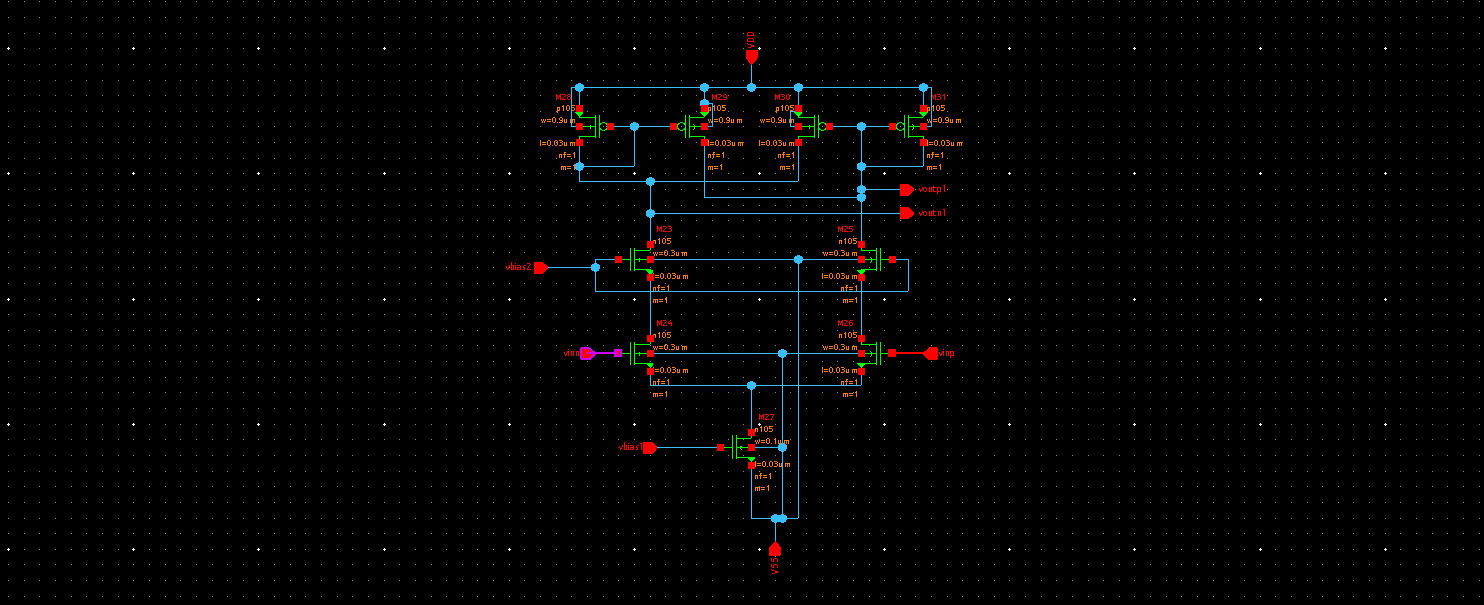 VDD
M28
p105
w=0.9um
l=0.03um
nf=1
m=1
M29
p105
w=0.9um
l=0.03um
nf=1
m=1
M30
p105
w=0.9um
l=0.03um
nf=1
m=1
M31
p105
w=0.9um
l=0.03um
nf=1
m=1
voutp1
voutn1
M23
n105
w=0.3um
l=0.03um
nf=1
m=1
M25
n105
w=0.3um
l=0.03um
nf=1
m=1
vbias2
M24
n105
w=0.3um
l=0.03um
nf=1
m=1
M26
n105
w=0.3um
l=0.03um
nf=1
m=1
vinn
vinp
M27
n105
w=0.1um
l=0.03um
nf=1
m=1
vbias1
VSS